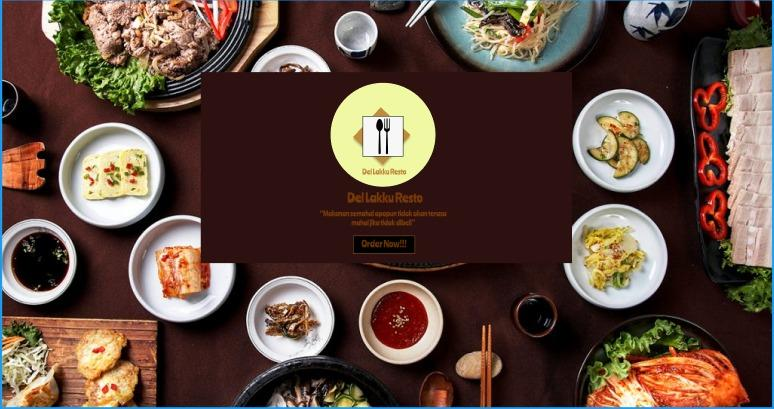 Del Lakku Resto
Del Lakku Resto
"Makanan semahal apapun tidak akan terasa
mahal jika tidak dibeli"
Order Now!!!